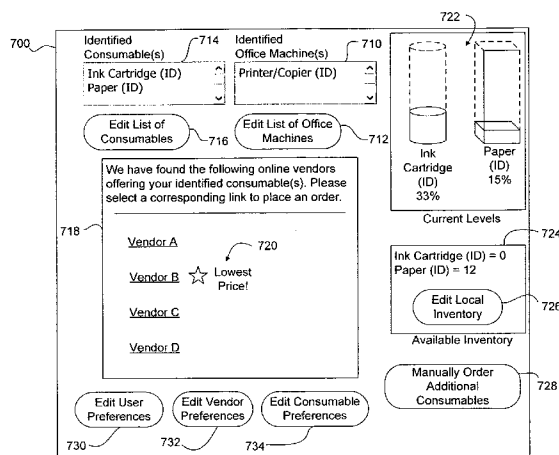 700
Identified
Consumable(s)
714
Ink Cartridge (ID)
Paper (ID)
Edit List of
Consumables
716
Identified
Office Machine(s)
710
Printer/Copier (ID)
Edit List of Office
Machines
712
722
Ink
Cartridge
(ID)
33%
Paper
(ID)
15%
Current Levels
718
We have found the following online vendors
offering your identified consumable(s). Please
select a corresponding link to place an order.
Vendor A
Vendor B
720
Lowest
Price!
Vendor C
Vendor D
724
Ink Cartridge (ID) = 0
Paper (ID) = 12
Edit Local
Inventory
726
Available Inventory
Manually Order
Additional
Consumables
728
Edit User
Preferences
730
Edit Vendor
Preferences
732
Edit Consumable
Preferences
734